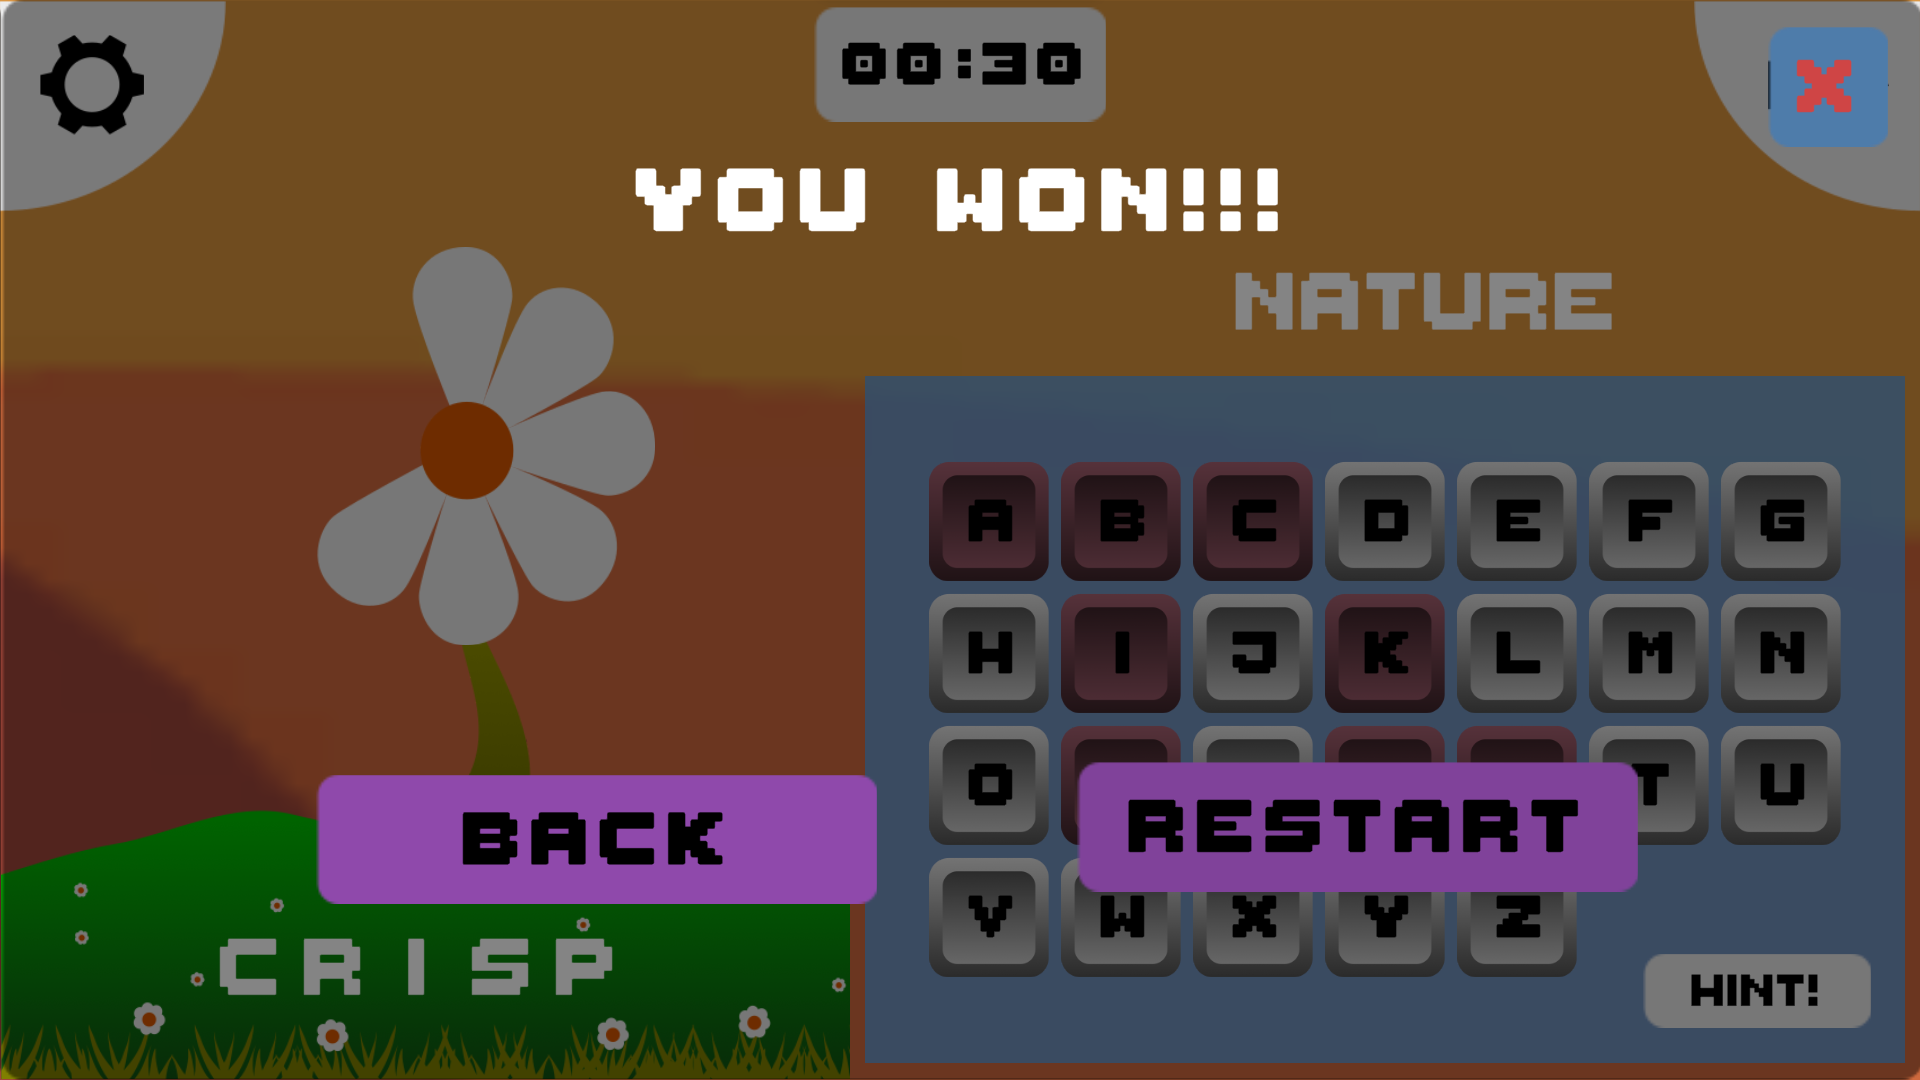 00:30
YOU WON!!!
NATURE
A B C D E F G
H I J K L M N
O T U
BACK
RESTART
V W X Y Z
CRISP
HINT!